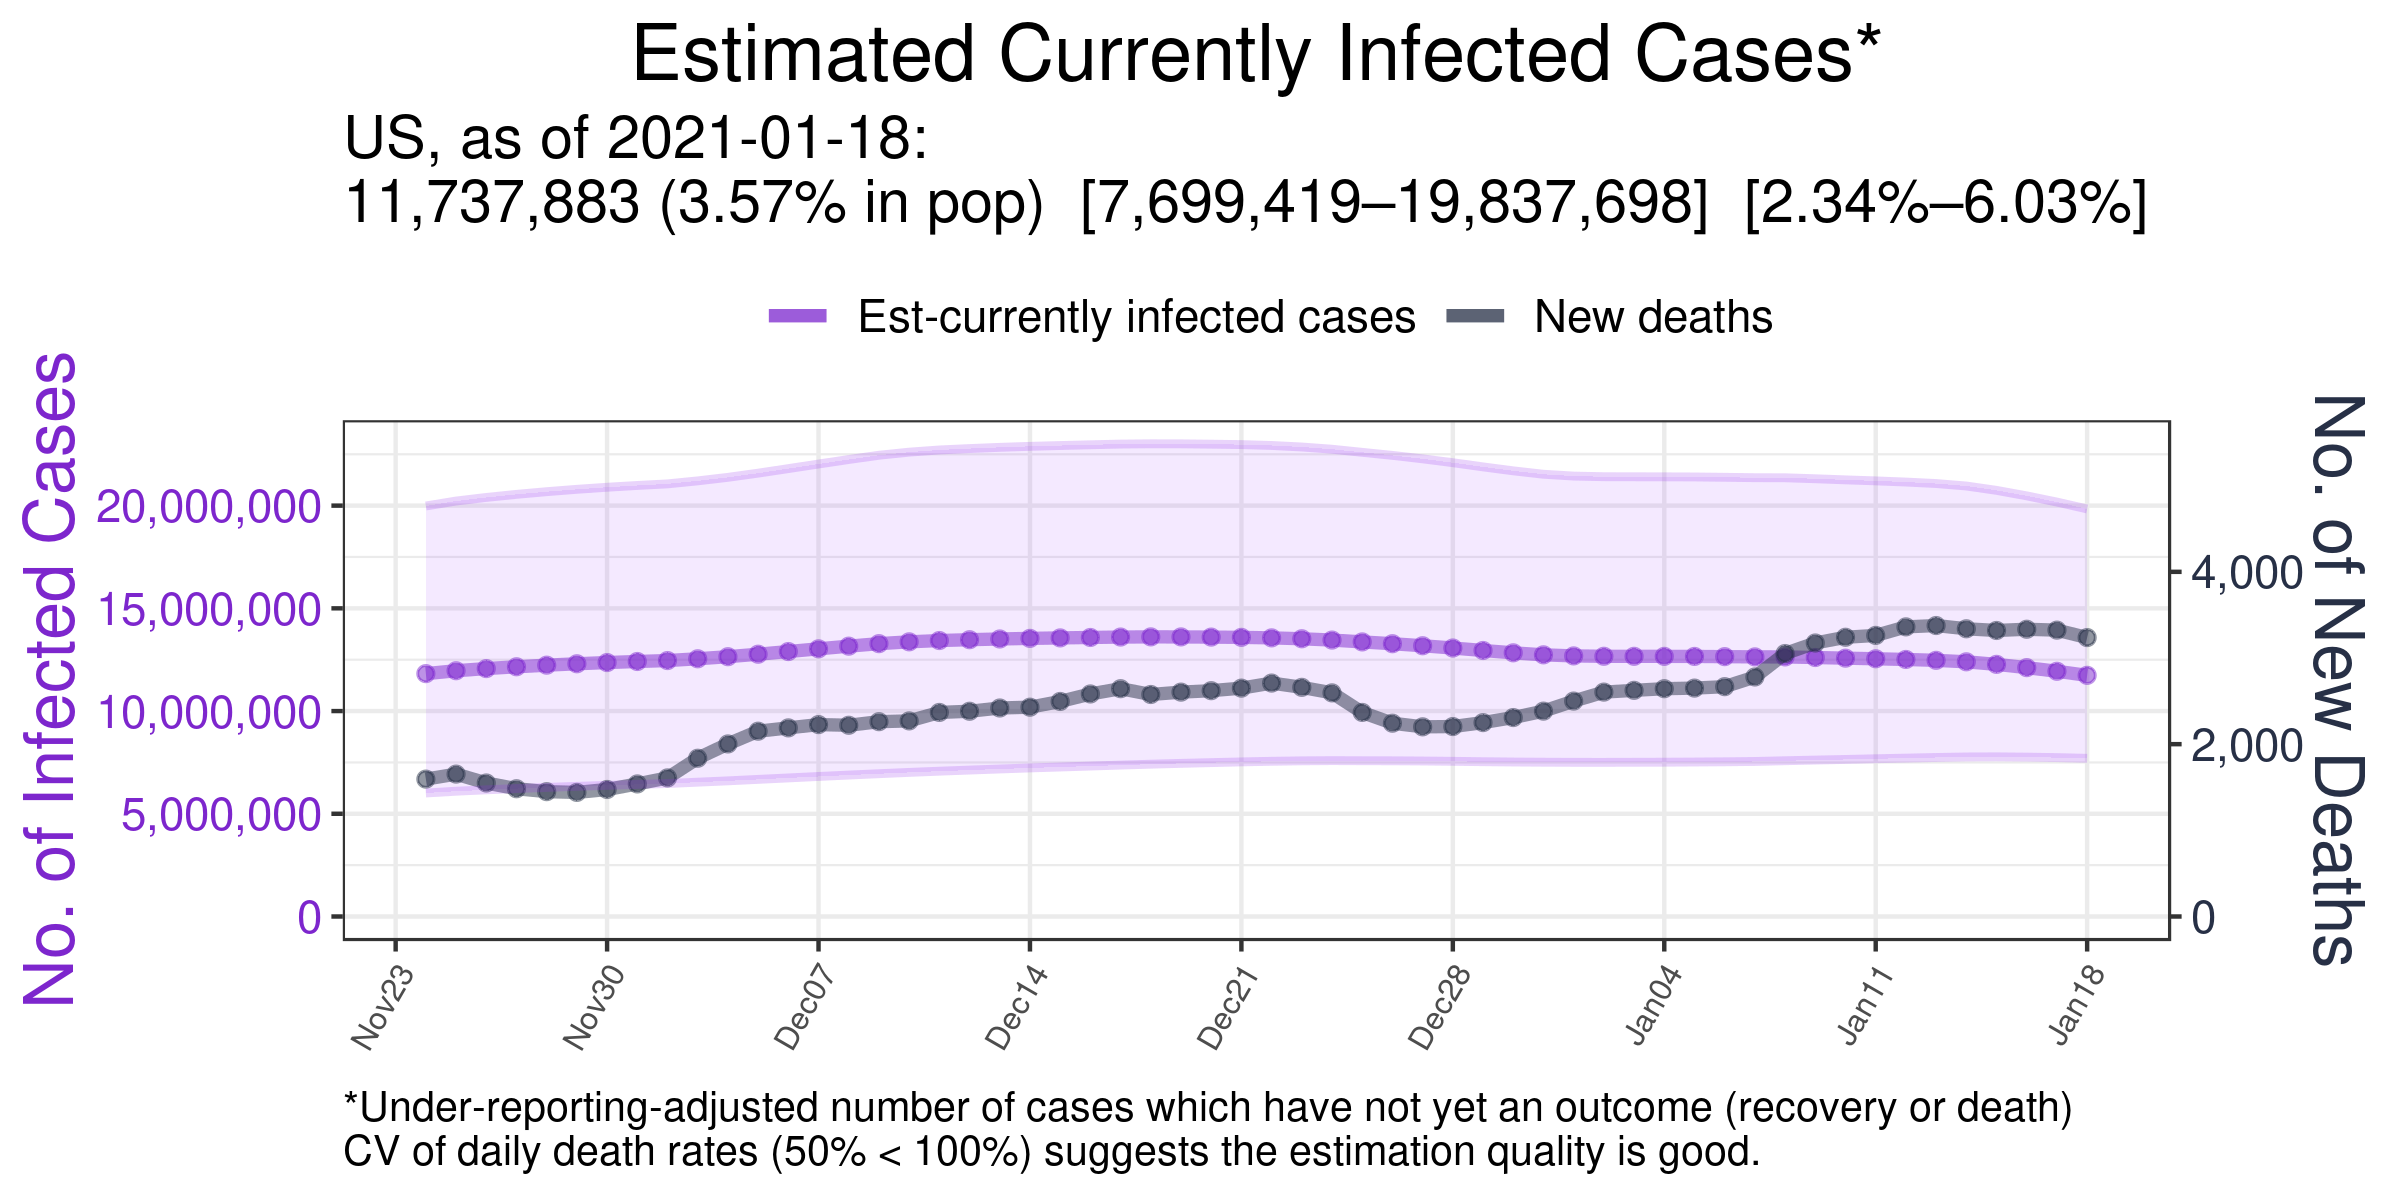 Estimated Currently Infected Cases*
US, as of 2021-01-18:
11,737,883 (3.57% in pop)  [7,699,419–19,837,698]  [2.34%–6.03%]
Est-currently infected cases
New deaths
No. of Infected Cases
20,000,000
15,000,000
10,000,000
5,000,000
0
4,000
2,000
0
No. of New Deaths
Nov23
Nov30
Dec07
Dec14
Dec21
Dec28
Jan04
Jan11
Jan18
*Under-reporting-adjusted number of cases which have not yet an outcome (recovery or death)
CV of daily death rates (50% < 100%) suggests the estimation quality is good.